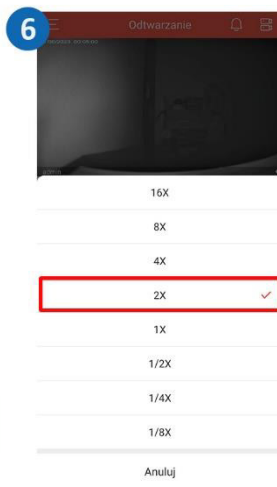 6
Odtwarzanie
16X
8X
4X
2X
1X
1/2X
1/4X
1/8X
Anuluj